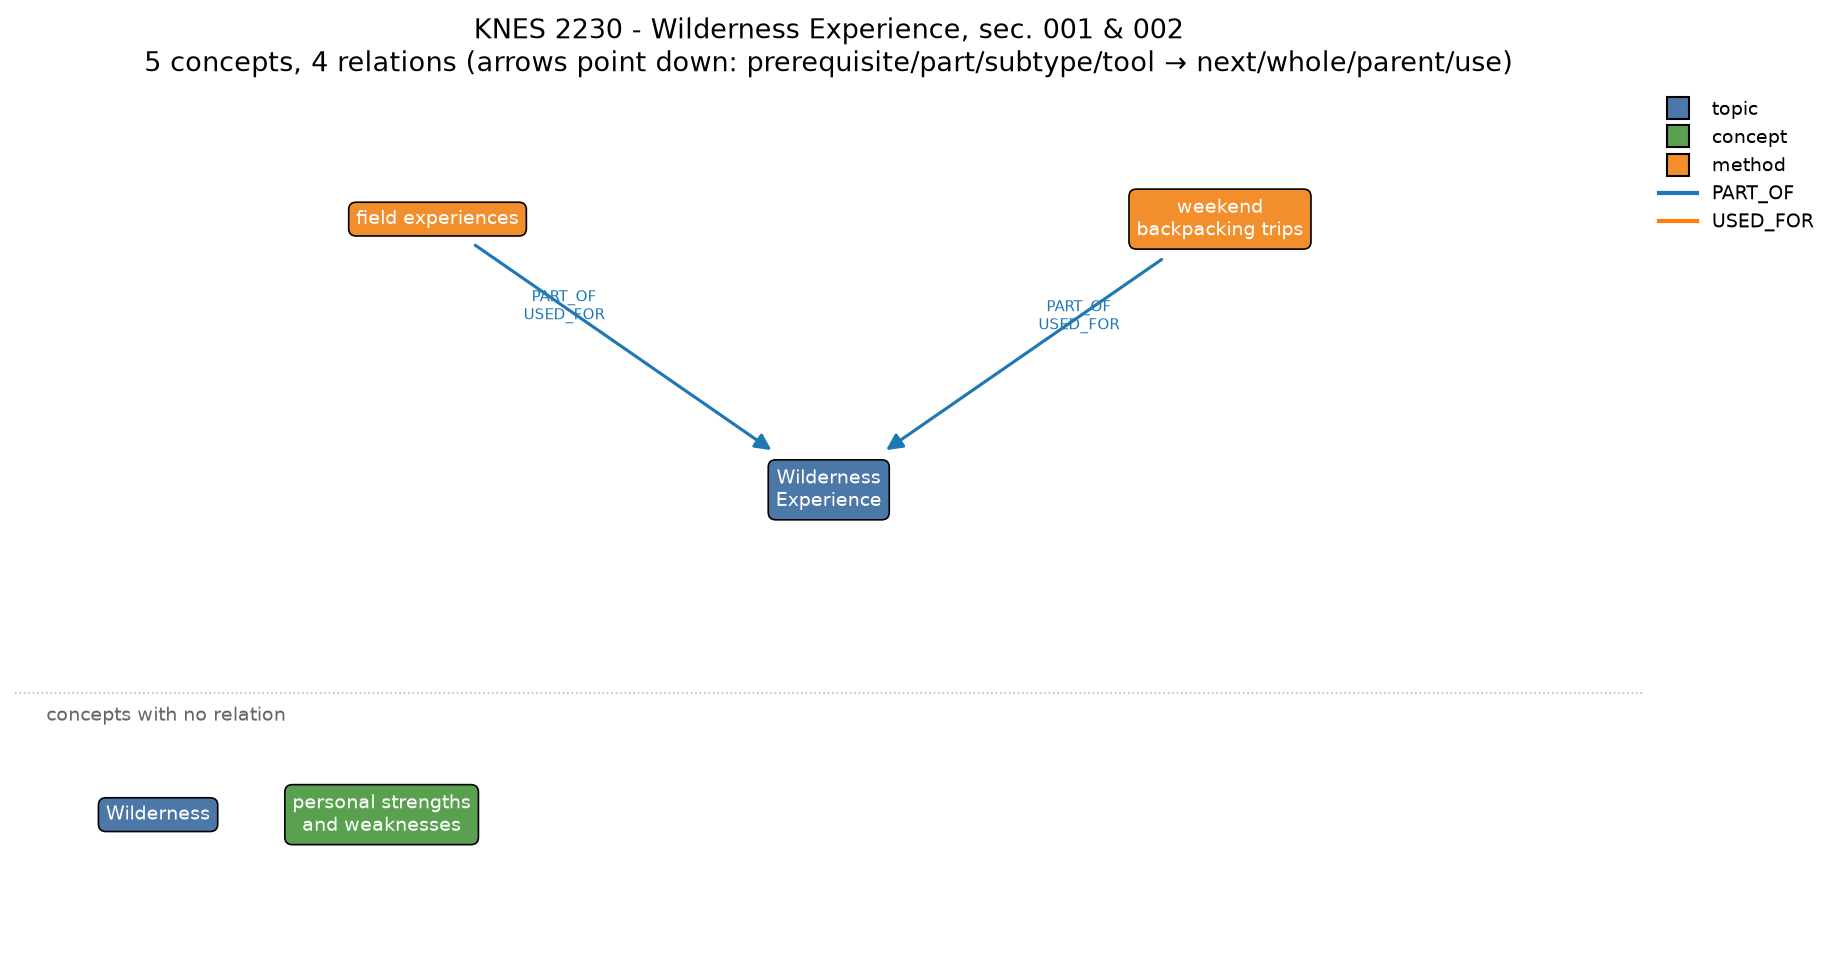 KNES 2230 - Wilderness Experience, sec. 001 & 002
5 concepts, 4 relations (arrows point down: prerequisite/part/subtype/tool → next/whole/parent/use)
topic
concept
method
PART_OF
USED_FOR
field experiences
weekend
backpacking trips
PART_OF
USED_FOR
PART_OF
USED_FOR
Wilderness
Experience
concepts with no relation
Wilderness
personal strengths
and weaknesses